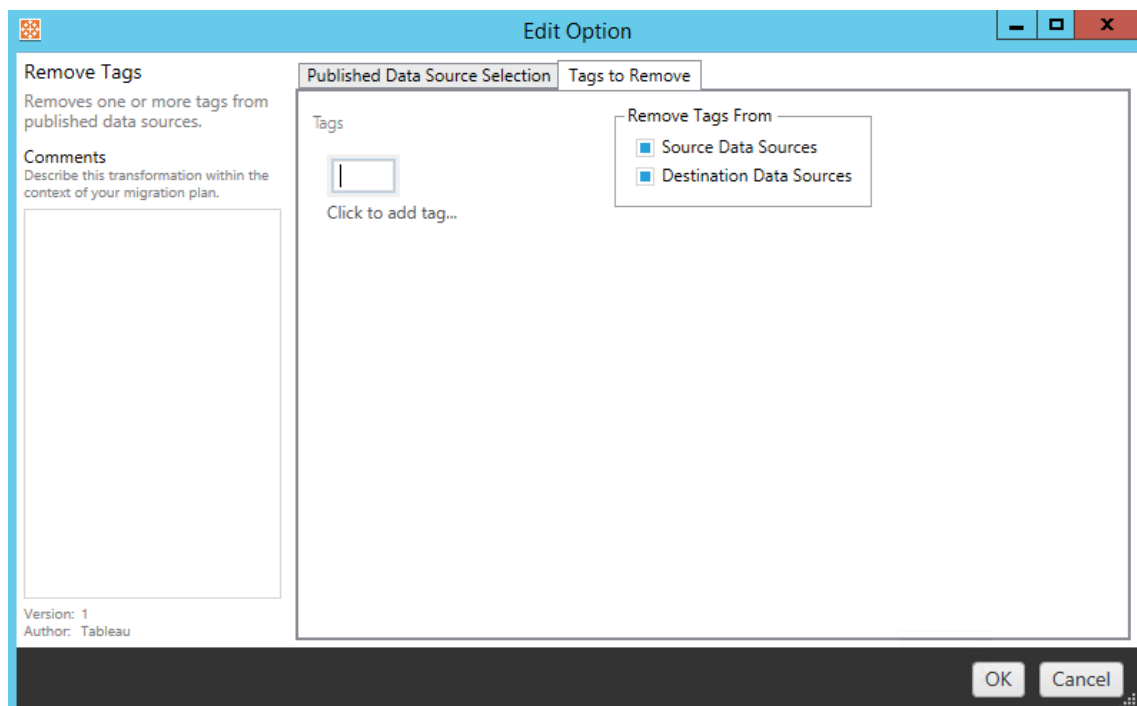 Edit Option
Remove Tags
Removes one or more tags from
published data sources.
Comments
Describe this transformation within the
context of your migration plan.
Version: 1
Author: Tableau
Published Data Source Selection
Tags to Remove
Tags
Click to add tag...
Remove Tags From
Source Data Sources
Destination Data Sources
OK
Cancel